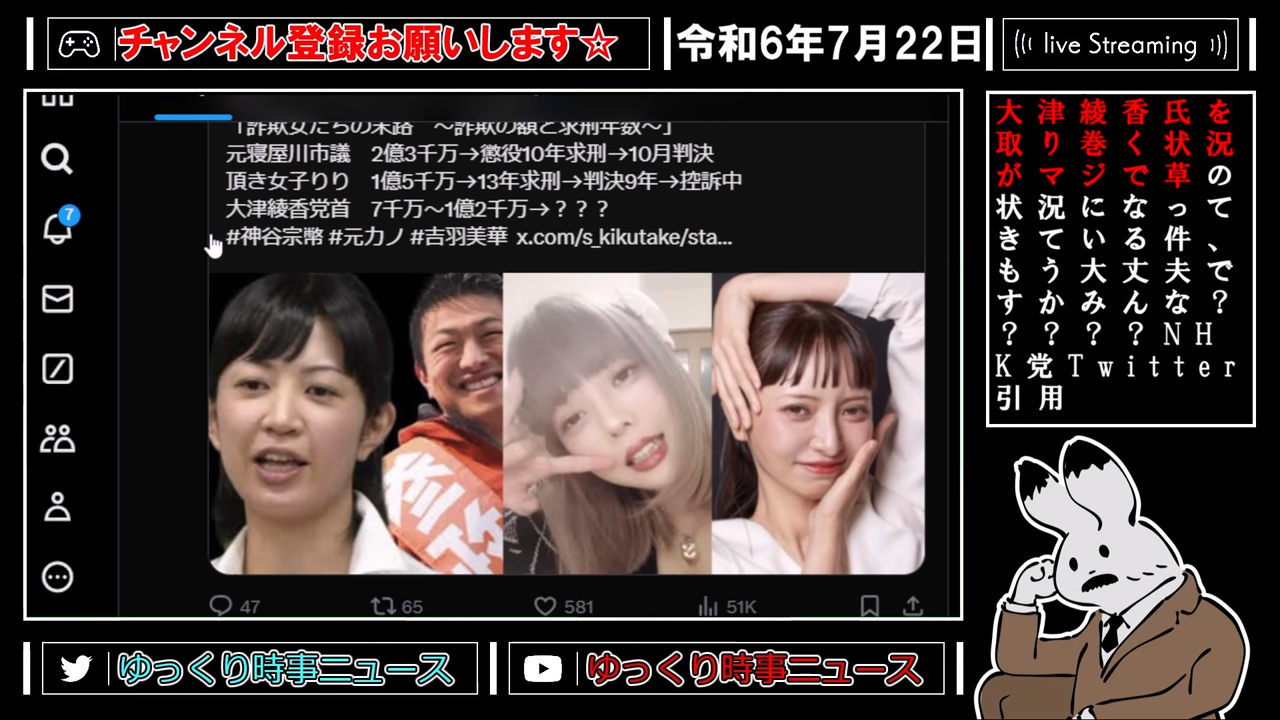 チャンネル登録お願いします☆
令和6年7月22日
live Streaming
7
「詐欺女たちの末路　〜詐欺の額と求刑年数〜」
元寝屋川市議　2億3千万→懲役10年求刑→10月判決
頂き女子りり　1億5千万→13年求刑→判決9年→控訴中
大津綾香党首　7千万〜1億2千万→？？？
#神谷宗幣 #元カノ #吉羽美華 x.com/s_kikutake/sta...
47
65
581
51K
大津綾香氏を
取り巻く状況
がマジで草の
状況になって
きている件、
もう大丈夫で
すかみんな？
？？？？NH
K党Twitter
引用
ゆっくり時事ニュース
ゆっくり時事ニュース